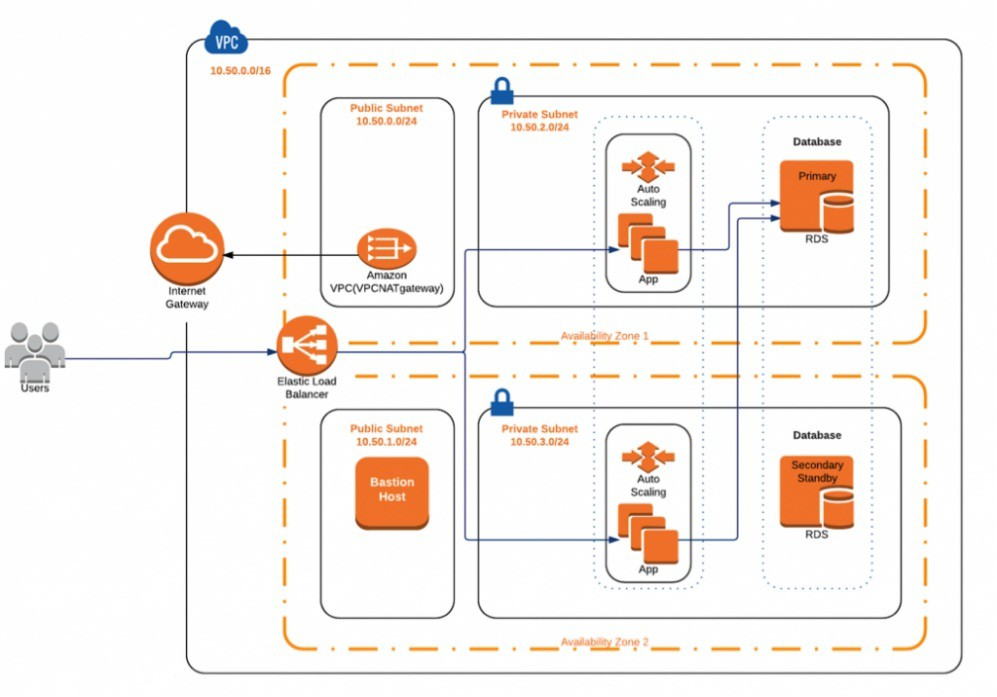 VPC
10.50.0.0/16
Public Subnet
10.50.0.0/24
Private Subnet
10.50.2.0/24
Database
Primary
RDS
Auto
Scaling
App
Amazon
VPC(VPCNATgateway)
Internet
Gateway
Availability Zone 1
Users
Elastic Load
Balancer
Public Subnet
10.50.1.0/24
Bastion
Host
Private Subnet
10.50.3.0/24
Auto
Scaling
App
Database
Secondary
Standby
RDS
Availability Zone 2